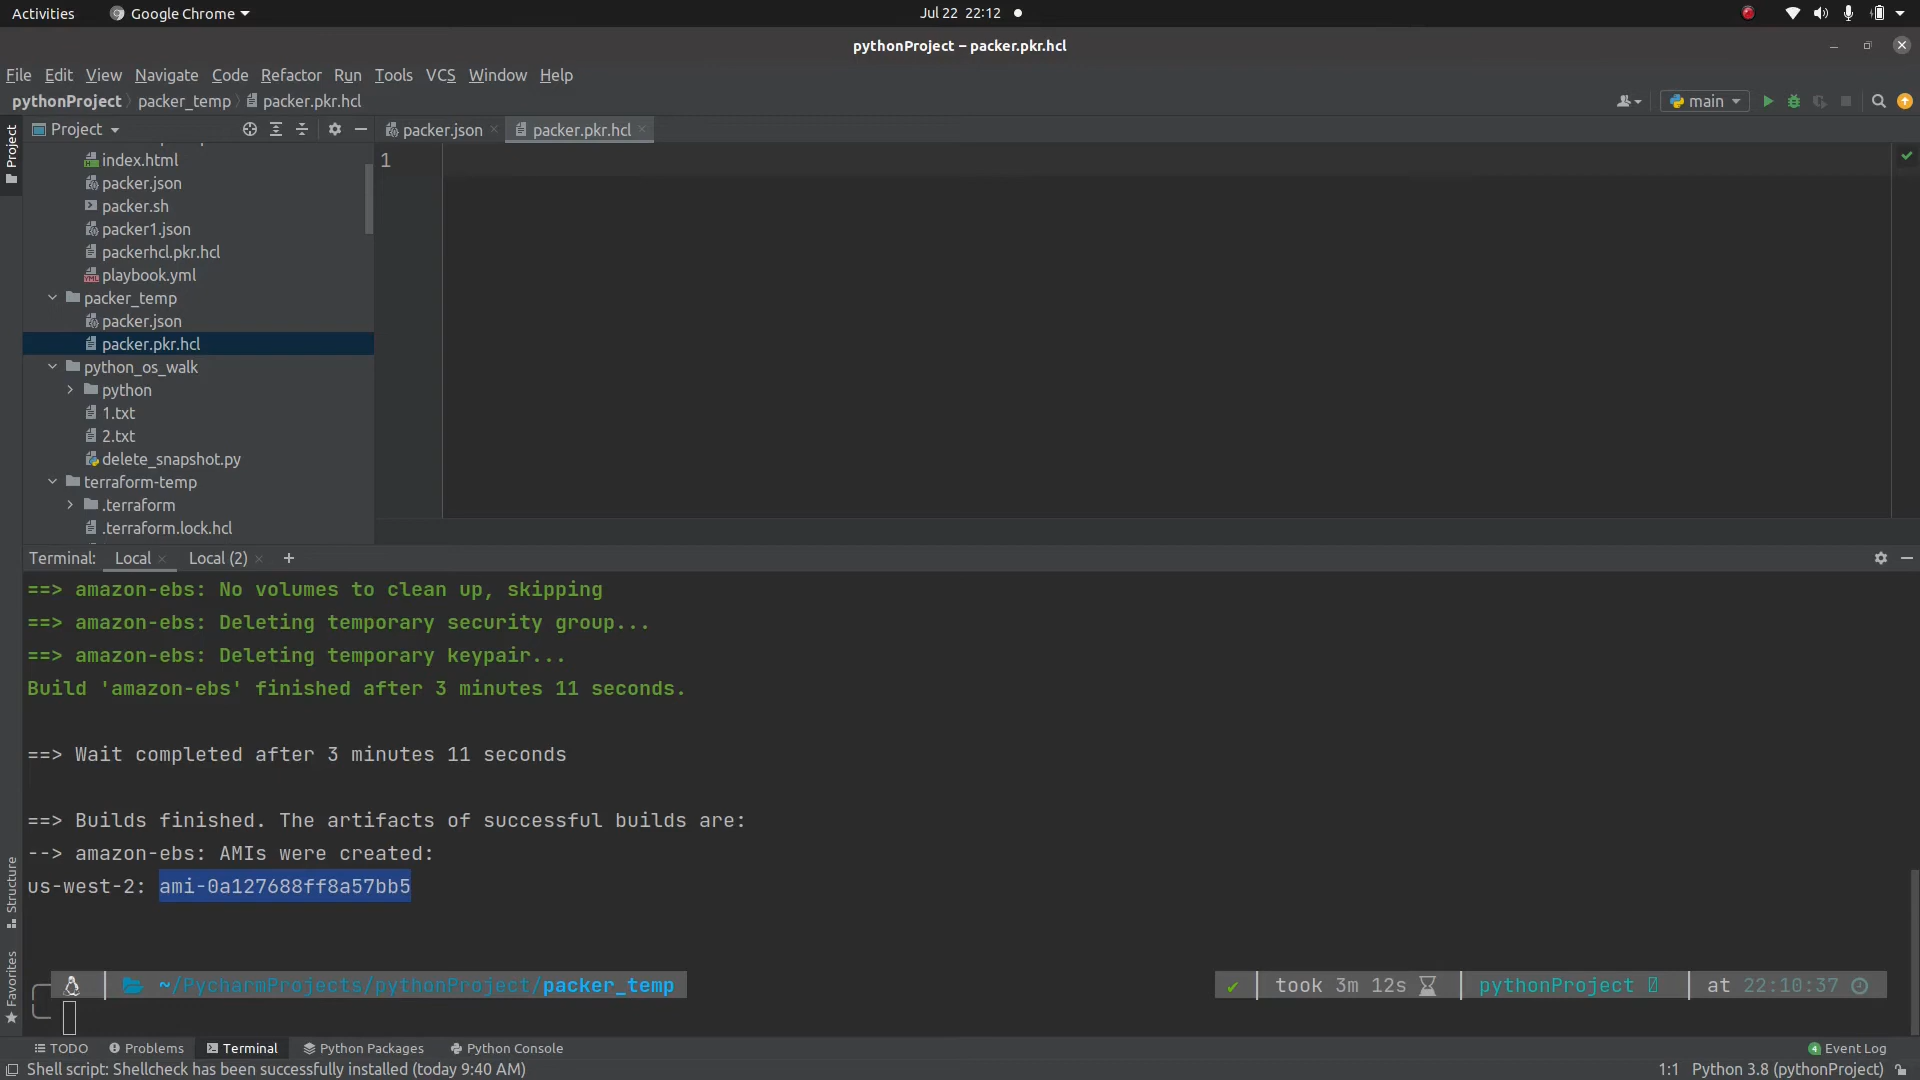 Activities Google Chrome Jul 22 22:12
pythonProject – packer.pkr.hcl
File Edit View Navigate Code Refactor Run Tools VCS Window Help
pythonProject packer_temp packer.pkr.hcl main
Project packer.json packer.pkr.hcl
Project
1
index.html
packer.json
packer.sh
packer1.json
packerhcl.pkr.hcl
playbook.yml
packer_temp
packer.json
packer.pkr.hcl
python_os_walk
python
1.txt
2.txt
delete_snapshot.py
terraform-temp
.terraform
.terraform.lock.hcl
Terminal: Local Local (2) +
==> amazon-ebs: No volumes to clean up, skipping
==> amazon-ebs: Deleting temporary security group...
==> amazon-ebs: Deleting temporary keypair...
Build 'amazon-ebs' finished after 3 minutes 11 seconds.
==> Wait completed after 3 minutes 11 seconds
==> Builds finished. The artifacts of successful builds are:
--> amazon-ebs: AMIs were created:
us-west-2: ami-0a127688ff8a57bb5
Structure
Favorites
~/PycharmProjects/pythonProject/packer_temp took 3m 12s pythonProject at 22:10:37
TODO Problems Terminal Python Packages Python Console 4 Event Log
Shell script: Shellcheck has been successfully installed (today 9:40 AM) 1:1 Python 3.8 (pythonProject)